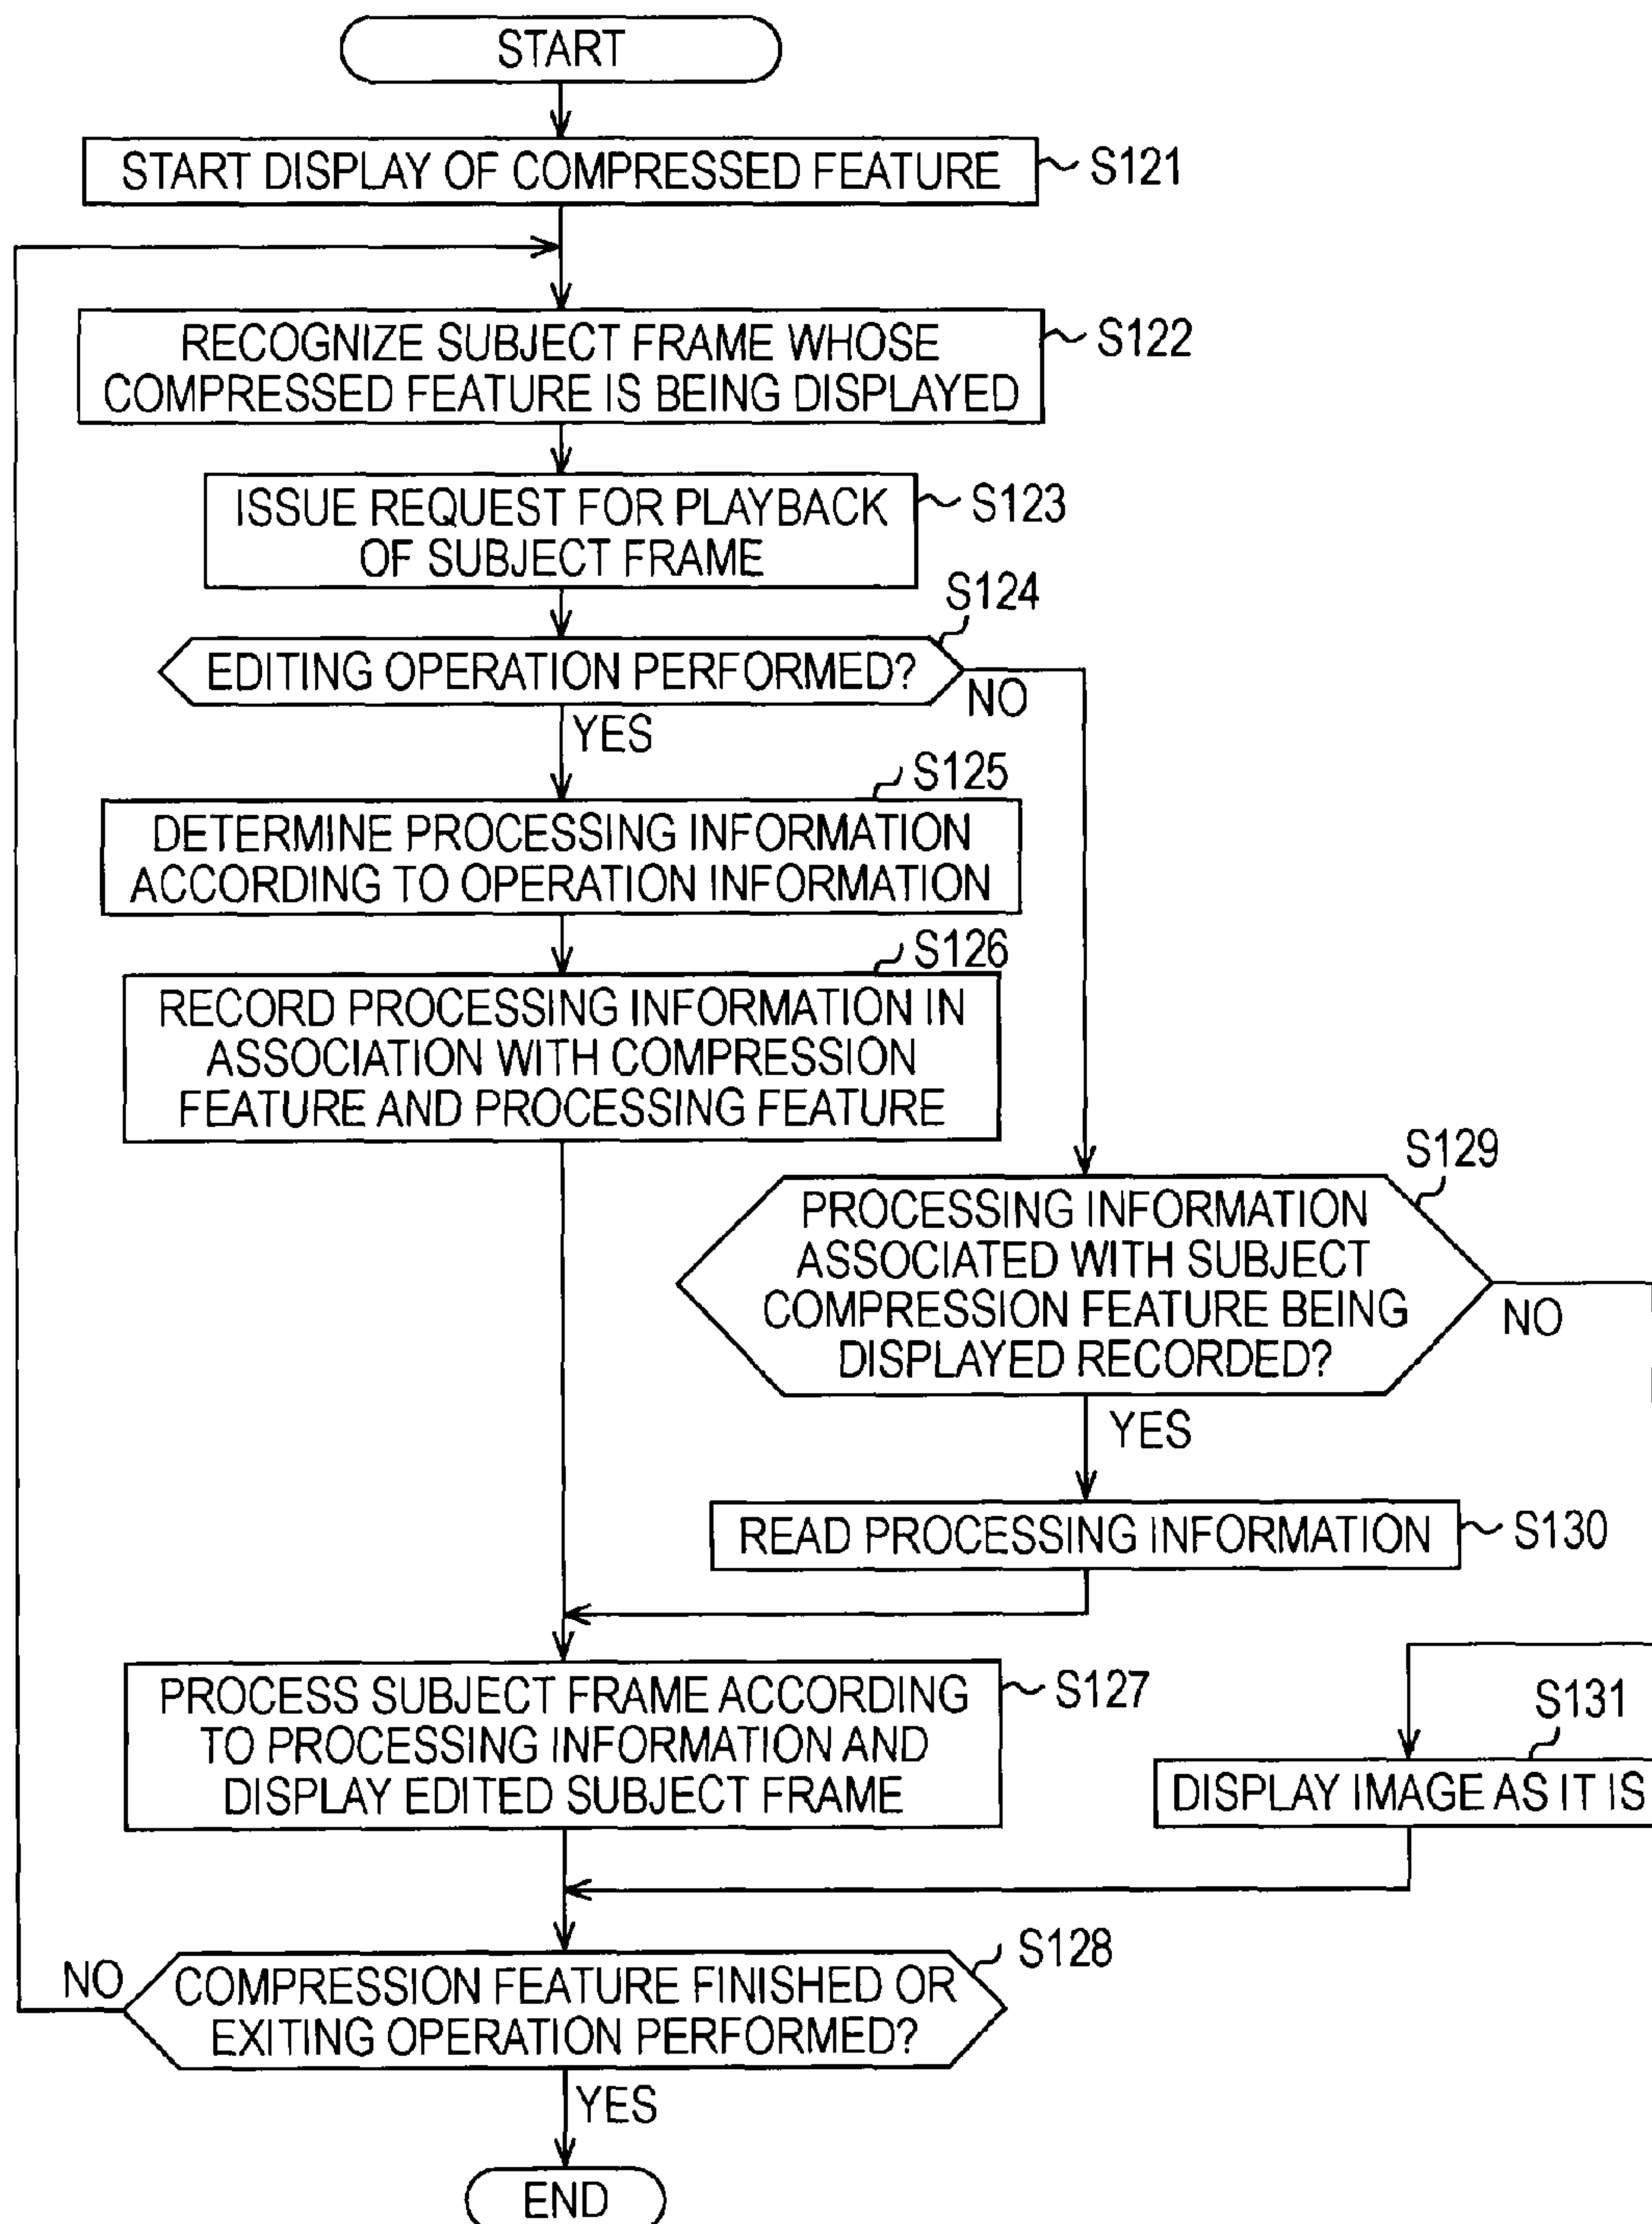 START
START DISPLAY OF COMPRESSED FEATURE
S121
RECOGNIZE SUBJECT FRAME WHOSE
COMPRESSED FEATURE IS BEING DISPLAYED
S122
ISSUE REQUEST FOR PLAYBACK
OF SUBJECT FRAME
S123
S124
EDITING OPERATION PERFORMED?
NO
YES
S125
DETERMINE PROCESSING INFORMATION
ACCORDING TO OPERATION INFORMATION
S126
RECORD PROCESSING INFORMATION IN
ASSOCIATION WITH COMPRESSION
FEATURE AND PROCESSING FEATURE
S129
PROCESSING INFORMATION
ASSOCIATED WITH SUBJECT
COMPRESSION FEATURE BEING
DISPLAYED RECORDED?
NO
YES
READ PROCESSING INFORMATION
S130
PROCESS SUBJECT FRAME ACCORDING
TO PROCESSING INFORMATION AND
DISPLAY EDITED SUBJECT FRAME
S127
S131
DISPLAY IMAGE AS IT IS
S128
NO
COMPRESSION FEATURE FINISHED OR
EXITING OPERATION PERFORMED?
YES
END